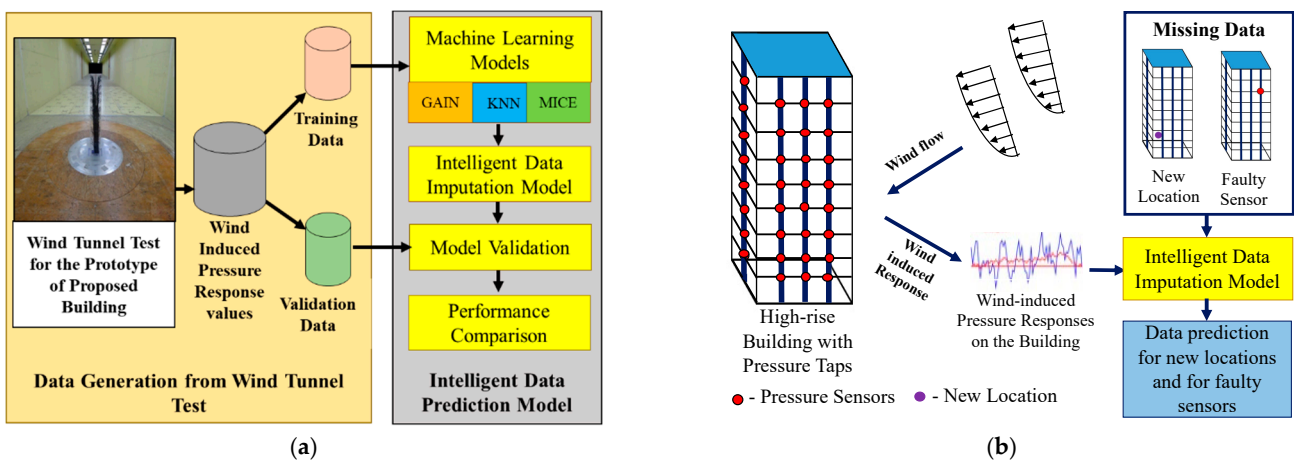 Wind Tunnel Test
for the Prototype
of Proposed
Building
Wind
Induced
Pressure
Response
values
Training
Data
Validation
Data
Data Generation from Wind Tunnel
Test
Machine Learning
Models
GAIN
KNN
MICE
Intelligent Data
Imputation Model
Model Validation
Performance
Comparison
Intelligent Data
Prediction Model
(a)
High-rise
Building with
Pressure Taps
Wind flow
Wind
induced
Response
Wind-induced
Pressure Responses
on the Building
- Pressure Sensors
- New Location
Missing Data
New
Location
Faulty
Sensor
Intelligent Data
Imputation Model
Data prediction
for new locations
and for faulty
sensors
(b)